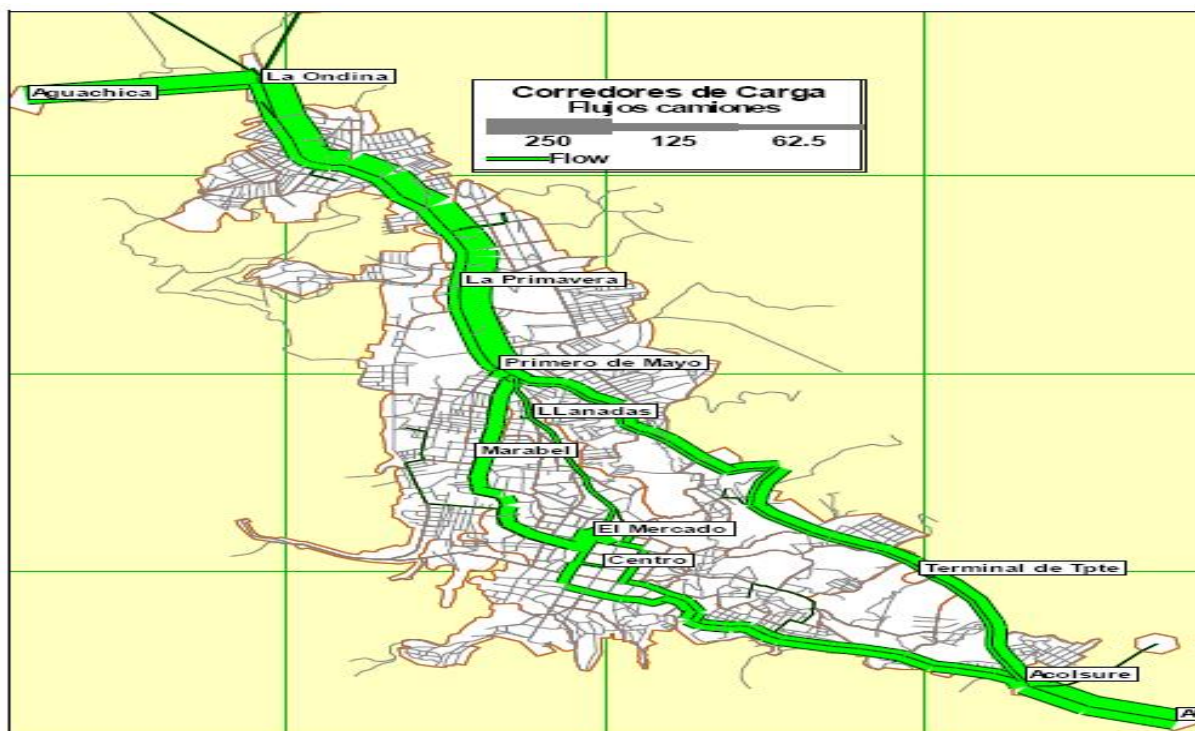 La Ondina
Aguachica
Corredores de Carga
Flujos camiones
250 125 62.5
Flow
La Primavera
Primero de Mayo
LLanadas
Marabel
El Mercado
Centro
Terminal de Tpte
Acolsure
A